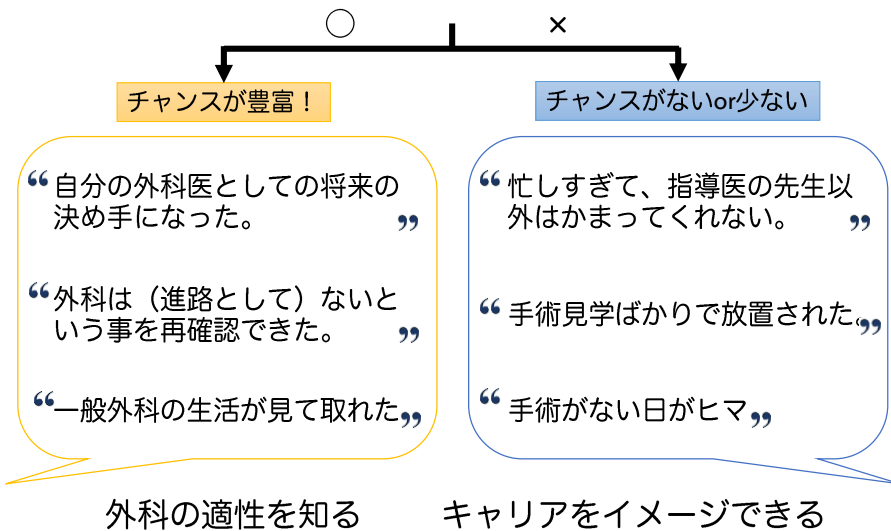 ○ ×
チャンスが豊富！
“自分の外科医としての将来の
決め手になった。”
“外科は（進路として）ないと
いう事を再確認できた。”
“一般外科の生活が見て取れた”
チャンスがないor少ない
“忙しすぎて、指導医の先生以
外はかまってくれない。”
“手術見学ばかりで放置された。”
“手術がない日がヒマ”
外科の適性を知る
キャリアをイメージできる